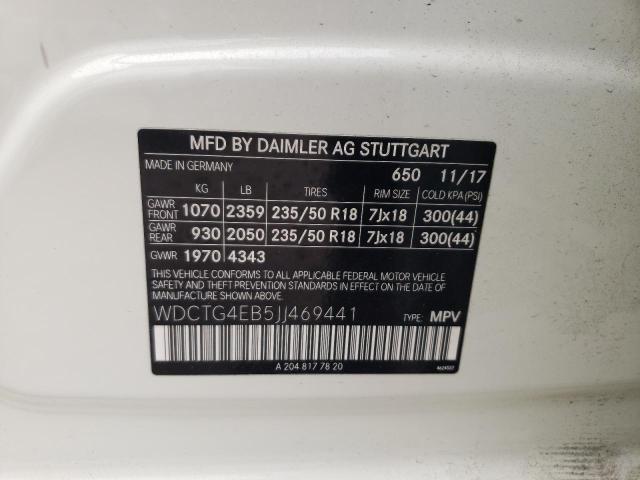 MFD BY DAIMLER AG STUTTGART
MADE IN GERMANY 650 11/17
KG LB TIRES RIM SIZE COLD KPA(PSI)
GAWR FRONT 1070 2359 235/50 R18 7Jx18 300(44)
GAWR REAR 930 2050 235/50 R18 7Jx18 300(44)
GVWR 1970 4343
THIS VEHICLE CONFORMS TO ALL APPLICABLE FEDERAL MOTOR VEHICLE
SAFETY AND THEFT PREVENTION STANDARDS IN EFFECT ON THE DATE OF
MANUFACTURE SHOWN ABOVE.
WDCTG4EB5JJ469441 TYPE: MPV
A 204 817 78 20